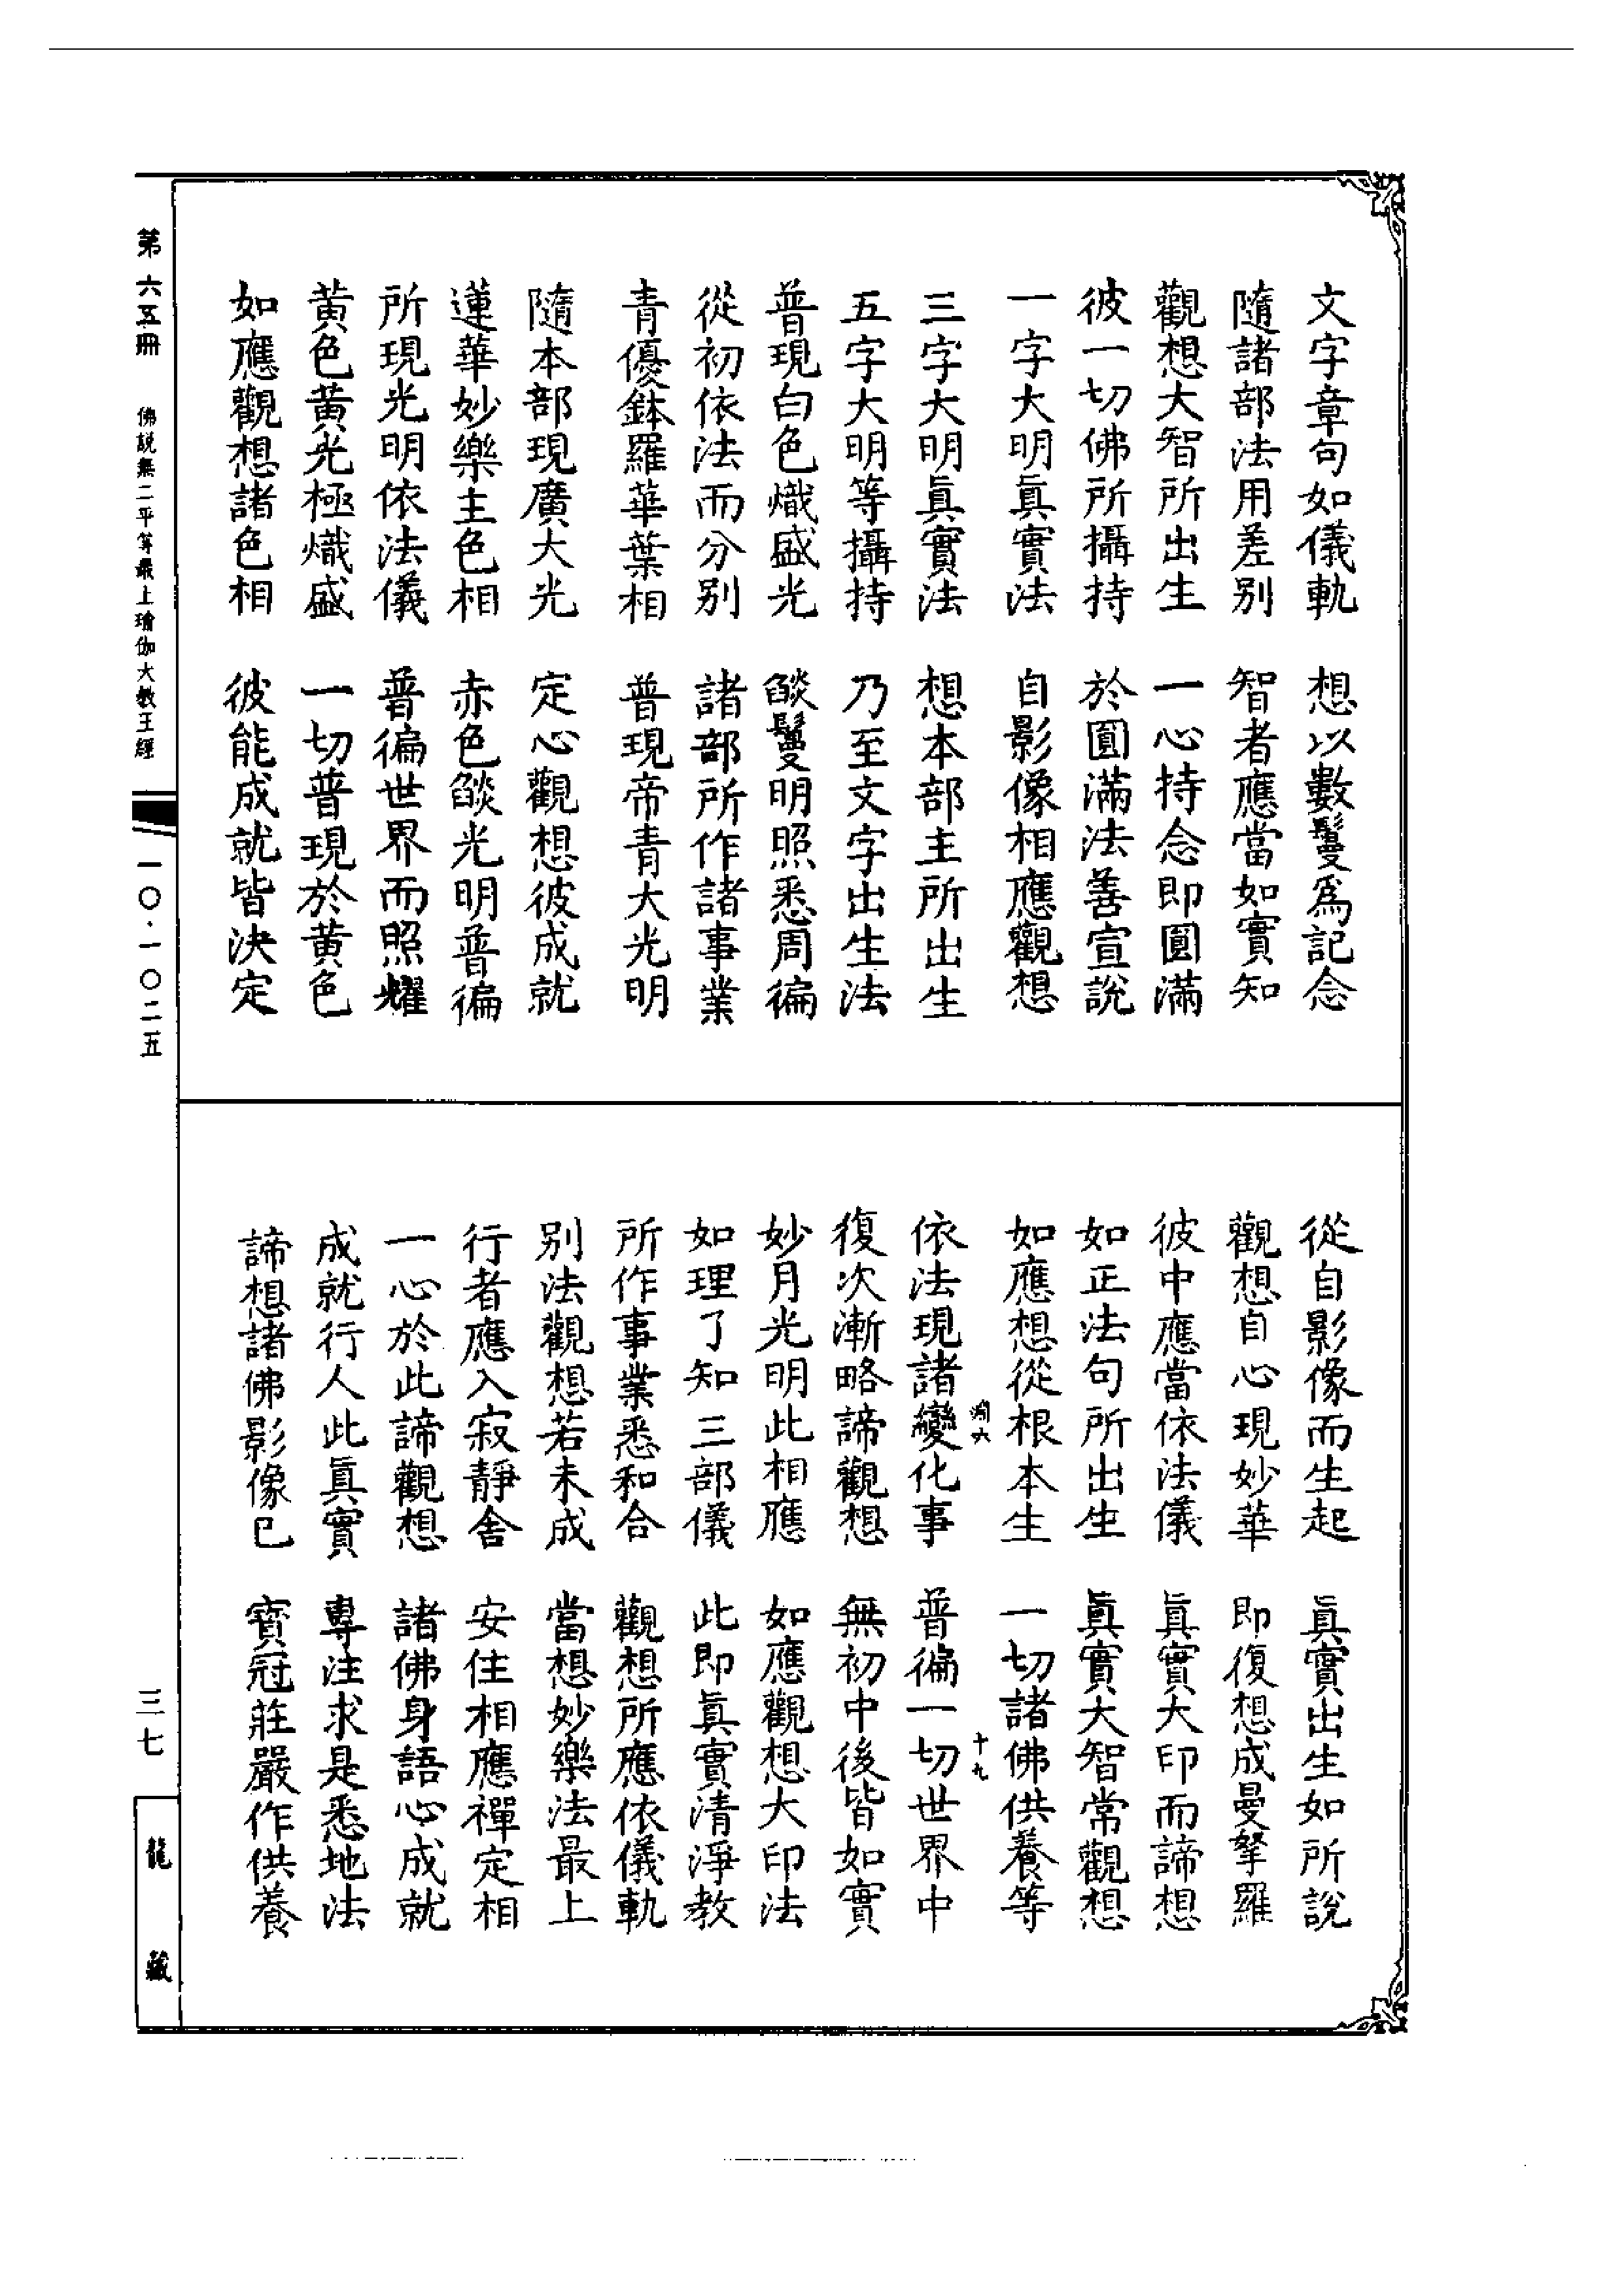 文字章句如儀軌　想以數鬘爲記念
隨諸部法用差别　智者應當如實知
觀想大智所出生　一心持念即圓滿
彼一切佛所攝持　於圓滿法善宣說
一字大明眞實法　自影像相應觀想
三字大明眞實法　想本部主所出生
五字大明等攝持　乃至文字出生法
普現白色熾盛光　燄鬘明照悉周徧
從初依法而分别　諸部所作諸事業
青優鉢羅華葉相　普現帝青大光明
隨本部現廣大光　定心觀想彼成就
蓮華妙樂主色相　赤色燄光明普徧
所現光明依法儀　普徧世界而照耀
黄色黄光極熾盛　一切普現於黄色
如應觀想諸色相　彼能成就皆決定
從自影像而生起　眞實出生如所說
觀想自心現妙華　即復想成曼拏羅
彼中應當依法儀　眞實大印而諦想
如正法句所出生　眞實大智常觀想
如應想從根本生　一切諸佛供養等
十九
依法現諸變化事　普徧一切世界中
復次漸略諦觀想　無初中後皆如實
妙月光明此相應　如應觀想大印法
如理了知三部儀　此即眞實清淨教
所作事業悉和合　觀想所應依儀軌
别法觀想若未成　當想妙樂法最上
行者應入寂靜舍　安住相應禪定相
一心於此諦觀想　諸佛身語心成就
成就行人此眞實　專注求是悉地法
諦想諸佛影像已　寳冠莊嚴作供養
第六五冊　佛說無二平等最上瑜伽大教王經　一〇·一〇二五
三七
龍藏